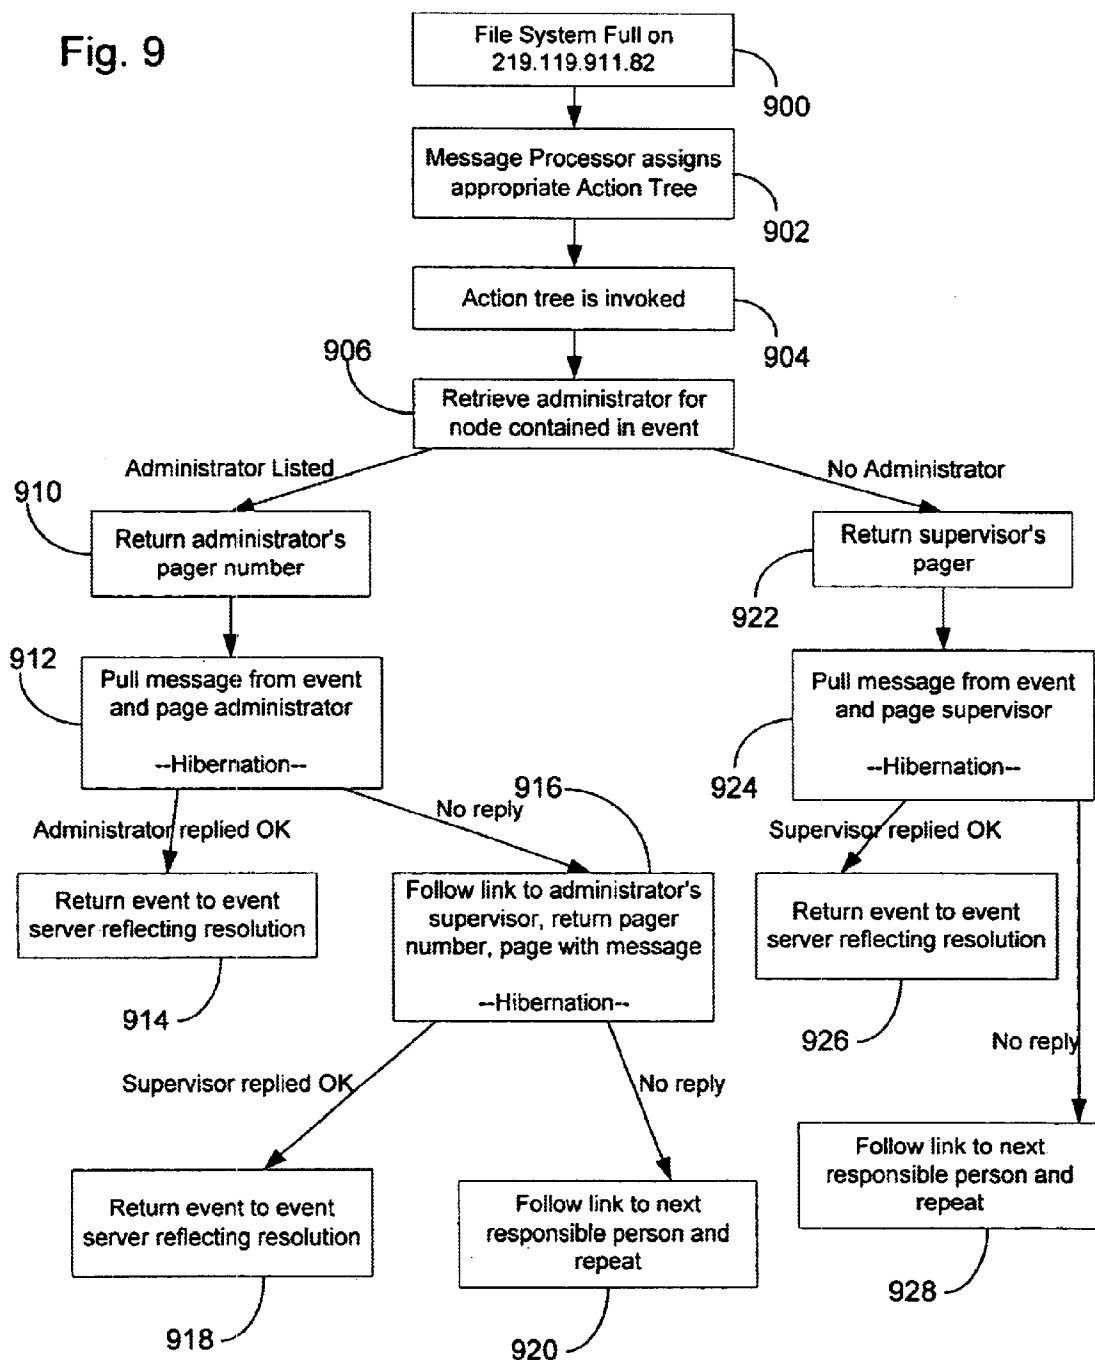 Fig. 9
File System Full on
219.119.911.82
900
Message Processor assigns
appropriate Action Tree
902
Action tree is invoked
904
906
Retrieve administrator for
node contained in event
Administrator Listed
No Administrator
910
Return administrator's
pager number
Return supervisor's
pager
922
912
Pull message from event
and page administrator
--Hibernation--
Pull message from event
and page supervisor
--Hibernation--
924
916
Administrator replied OK
No reply
Supervisor replied OK
Return event to event
server reflecting resolution
914
Follow link to administrator's
supervisor, return pager
number, page with message
--Hibernation--
Return event to event
server reflecting resolution
926
No reply
Supervisor replied OK
No reply
Return event to event
server reflecting resolution
918
Follow link to next
responsible person and
repeat
920
Follow link to next
responsible person and
repeat
928